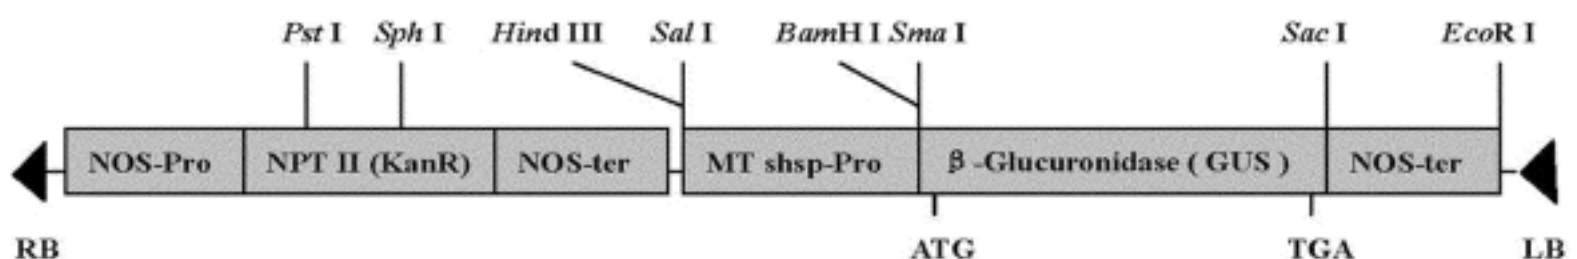 Pst I Sph I Hind III Sal I BamH I Sma I Sac I EcoR I
NOS-Pro NPT II (KanR) NOS-ter MT shsp-Pro β-Glucuronidase ( GUS ) NOS-ter
RB ATG TGA LB